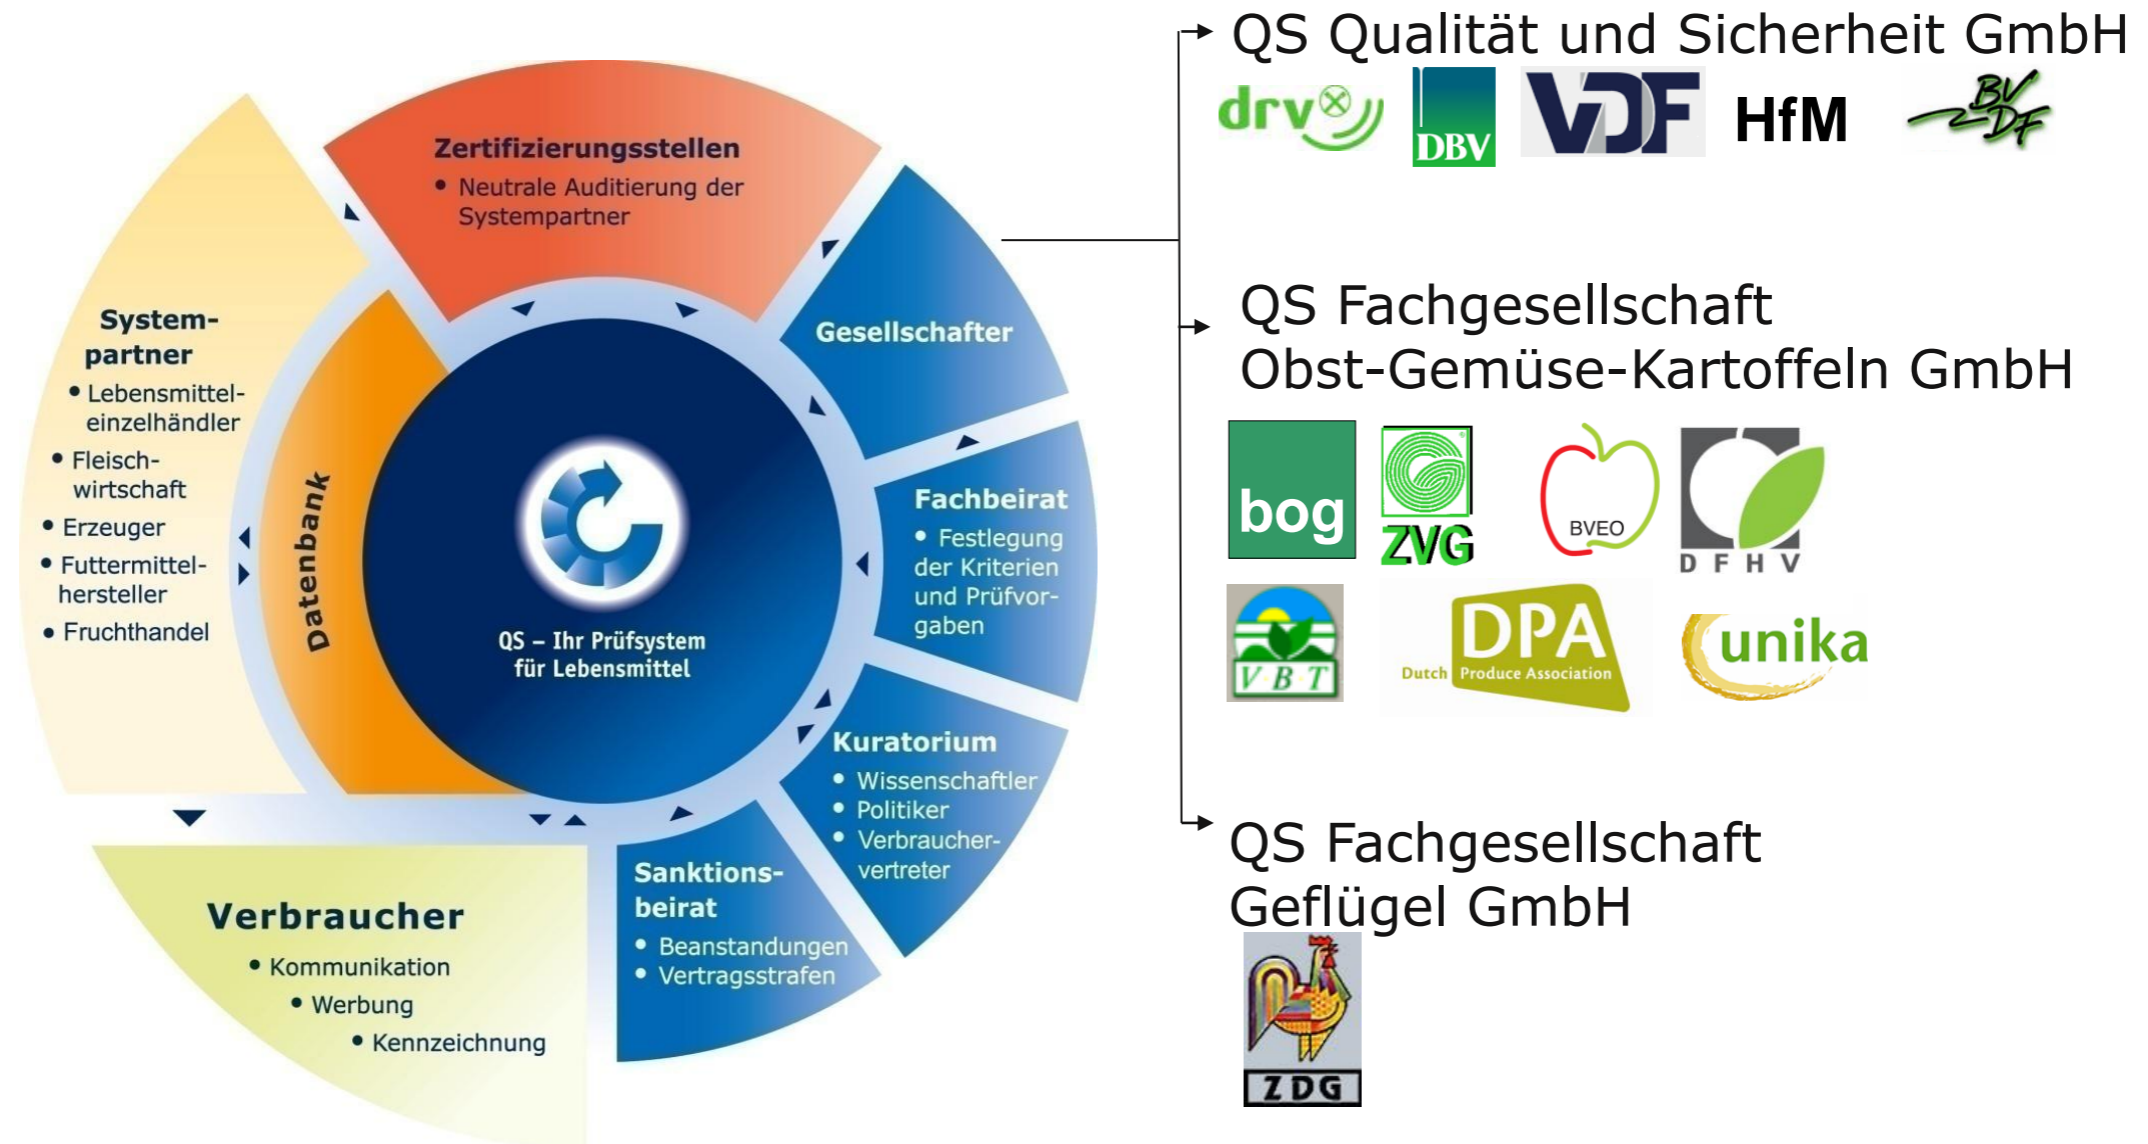 Zertifizierungsstellen
• Neutrale Auditierung der
Systempartner
Gesellschafter
Fachbeirat
• Festlegung
der Kriterien
und Prüfvor-
gaben
Kuratorium
• Wissenschaftler
• Politiker
• Verbraucher-
vertreter
Sanktions-
beirat
• Beanstandungen
• Vertragsstrafen
Verbraucher
• Kommunikation
• Werbung
• Kennzeichnung
System-
partner
• Lebensmittel-
einzelhändler
• Fleisch-
wirtschaft
• Erzeuger
• Futtermittel-
hersteller
• Fruchthandel
Datenbank
QS – Ihr Prüfsystem
für Lebensmittel
QS Qualität und Sicherheit GmbH
drv
DBV
VDF
HfM
BV
DF
QS Fachgesellschaft
Obst-Gemüse-Kartoffeln GmbH
bog
ZVG
BVEO
DFHV
V·B·T
DPA
Dutch Produce Association
unika
QS Fachgesellschaft
Geflügel GmbH
ZDG